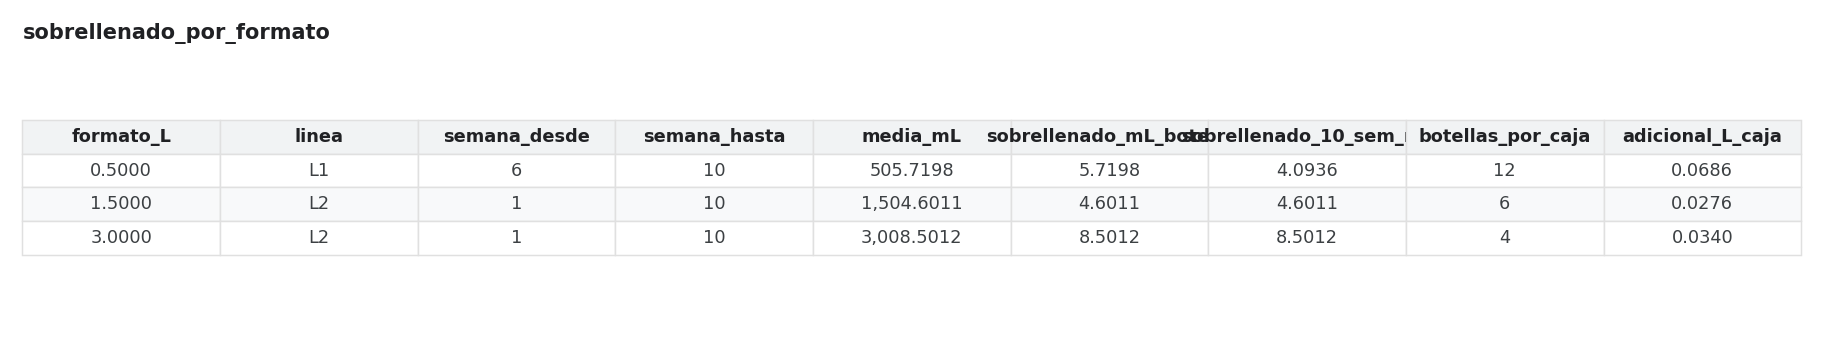 sobrellenado_por_formato
formato_L linea semana_desde semana_hasta media_mL sobrellenado_mL_bote sobrellenado_10_sem_ botellas_por_caja adicional_L_caja
0.5000 L1 6 10 505.7198 5.7198 4.0936 12 0.0686
1.5000 L2 1 10 1,504.6011 4.6011 4.6011 6 0.0276
3.0000 L2 1 10 3,008.5012 8.5012 8.5012 4 0.0340